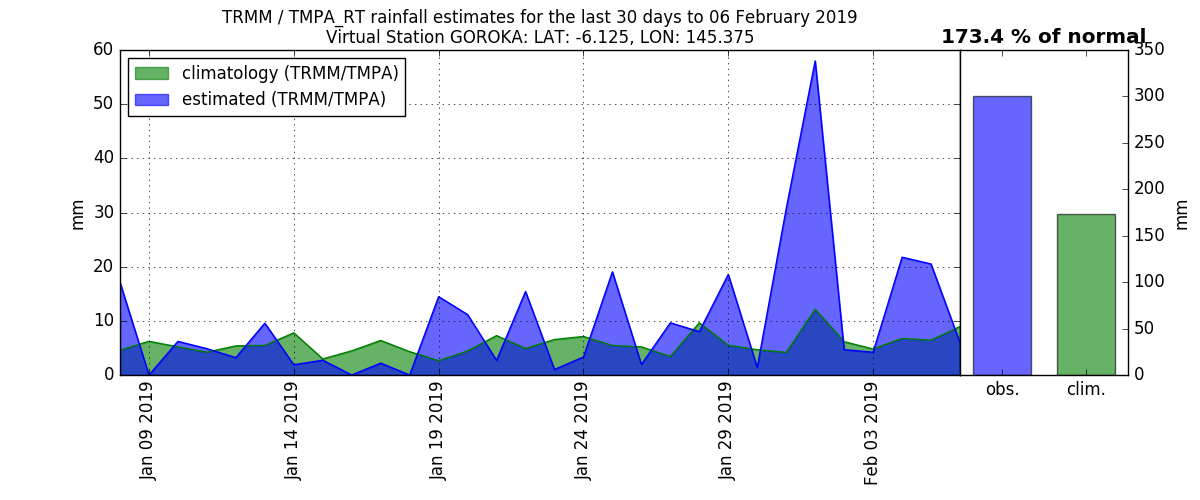 TRMM / TMPA_RT rainfall estimates for the last 30 days to 06 February 2019
Virtual Station GOROKA: LAT: -6.125, LON: 145.375
173.4 % of normal
climatology (TRMM/TMPA)
estimated (TRMM/TMPA)
60
50
40
30
20
10
0
mm
Jan 09 2019
Jan 14 2019
Jan 19 2019
Jan 24 2019
Jan 29 2019
Feb 03 2019
350
300
250
200
150
100
50
0
mm
obs.
clim.